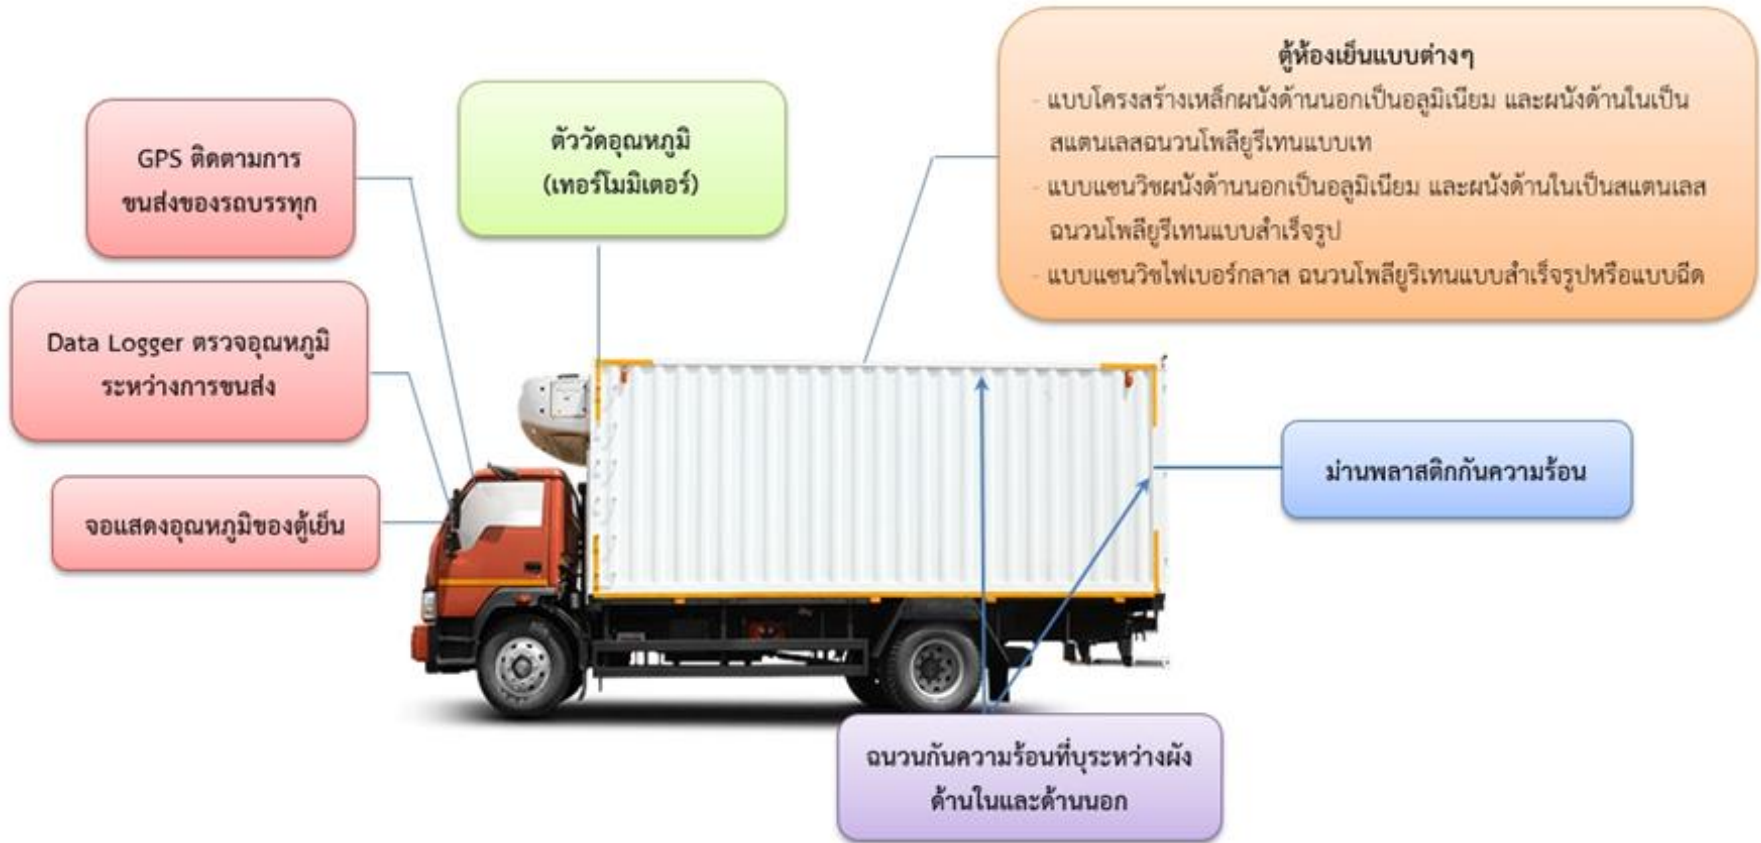 GPS ติดตามการ
ขนส่งของรถบรรทุก
Data Logger ตรวจอุณหภูมิ
ระหว่างการขนส่ง
จอแสดงอุณหภูมิของตู้เย็น
ตัววัดอุณหภูมิ
(เทอร์โมมิเตอร์)
ตู้ห้องเย็นแบบต่างๆ
- แบบโครงสร้างเหล็กผนังด้านนอกเป็นอลูมิเนียม และผนังด้านในเป็น
สแตนเลสฉนวนโพลียูรีเทนแบบเท
- แบบแซนวิชผนังด้านนอกเป็นอลูมิเนียม และผนังด้านในเป็นสแตนเลส
ฉนวนโพลียูรีเทนแบบสำเร็จรูป
- แบบแซนวิชไฟเบอร์กลาส ฉนวนโพลียูริเทนแบบสำเร็จรูปหรือแบบฉีด
ม่านพลาสติกกันความร้อน
ฉนวนกันความร้อนที่บุระหว่างผัง
ด้านในและด้านนอก